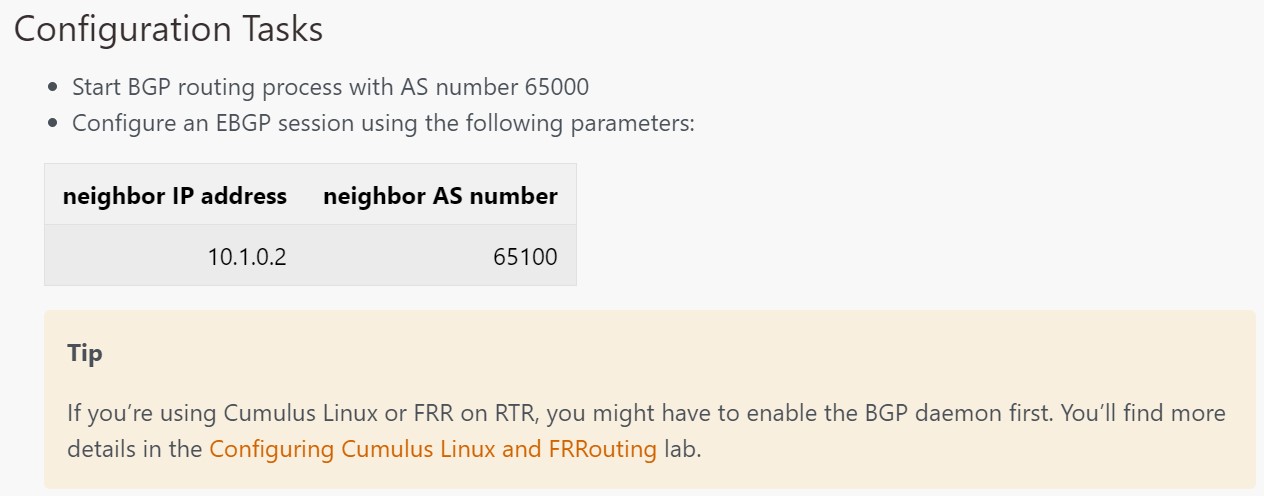 Configuration Tasks
• Start BGP routing process with AS number 65000
• Configure an EBGP session using the following parameters:
neighbor IP address neighbor AS number
10.1.0.2 65100
Tip
If you’re using Cumulus Linux or FRR on RTR, you might have to enable the BGP daemon first. You’ll find more
details in the Configuring Cumulus Linux and FRRouting lab.